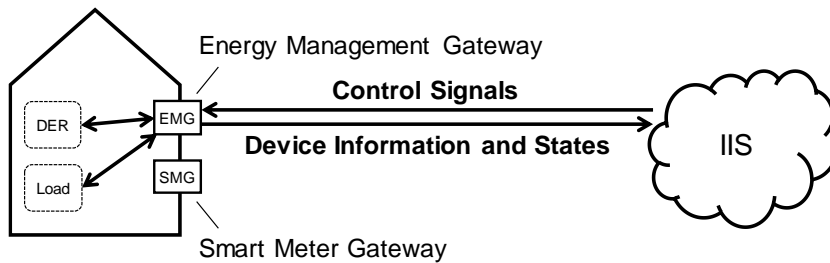 Energy Management Gateway
Control Signals
DER
EMG
Device Information and States
IIS
Load
SMG
Smart Meter Gateway